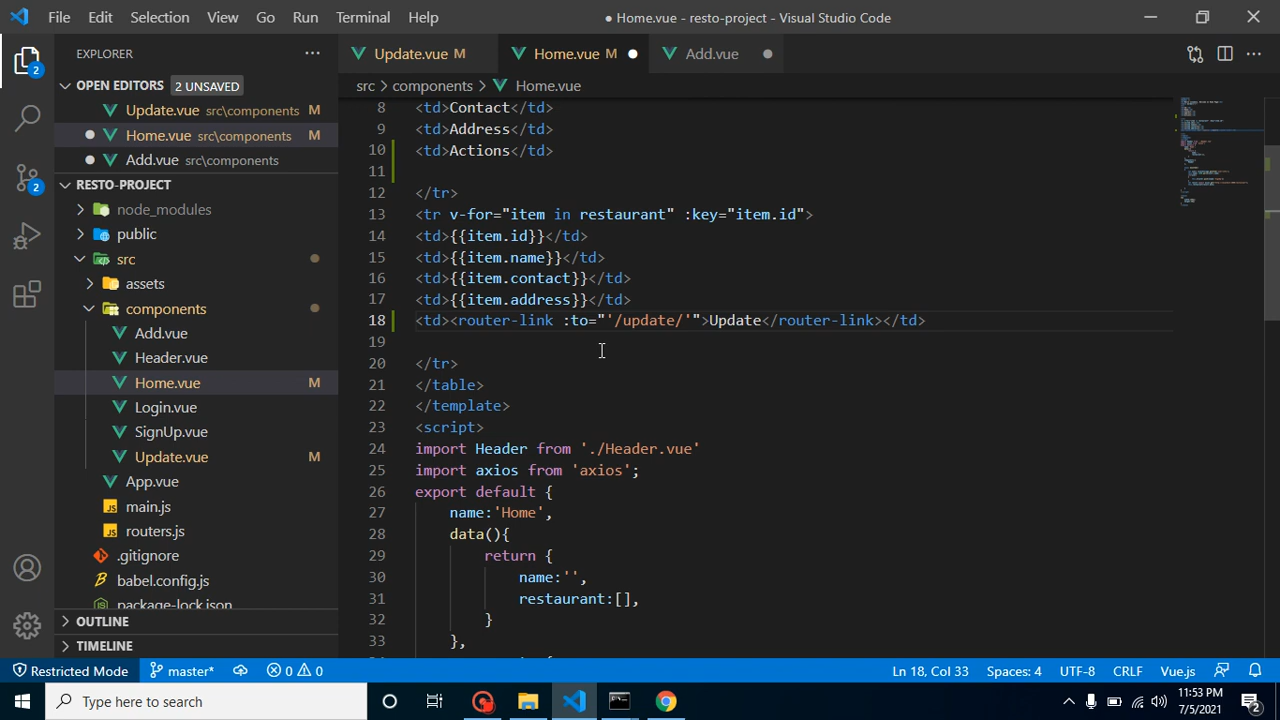 File Edit Selection View Go Run Terminal Help
● Home.vue - resto-project - Visual Studio Code
EXPLORER
OPEN EDITORS 2 UNSAVED
Update.vue src\components M
Home.vue src\components M
Add.vue src\components
RESTO-PROJECT
node_modules
public
src
assets
components
Add.vue
Header.vue
Home.vue M
Login.vue
SignUp.vue
Update.vue M
App.vue
main.js
routers.js
.gitignore
babel.config.js
package-lock.json
OUTLINE
TIMELINE
2
2
Update.vue M Home.vue M Add.vue
src > components > Home.vue
8 <td>Contact</td>
9 <td>Address</td>
10 <td>Actions</td>
11
12 </tr>
13 <tr v-for="item in restaurant" :key="item.id">
14 <td>{{item.id}}</td>
15 <td>{{item.name}}</td>
16 <td>{{item.contact}}</td>
17 <td>{{item.address}}</td>
18 <td><router-link :to="'/update/'">Update</router-link></td>
19
20 </tr>
21 </table>
22 </template>
23 <script>
24 import Header from './Header.vue'
25 import axios from 'axios';
26 export default {
27 name:'Home',
28 data(){
29 return {
30 name:'',
31 restaurant:[],
32 }
33 },
Restricted Mode master* 0 0 Ln 18, Col 33 Spaces: 4 UTF-8 CRLF Vue.js
Type here to search
11:53 PM
7/5/2021
2